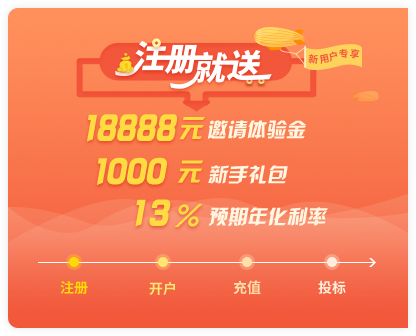 注册就送
新用户专享
18888元 邀请体验金
1000 元 新手礼包
13% 预期年化利率
注册 开户 充值 投标